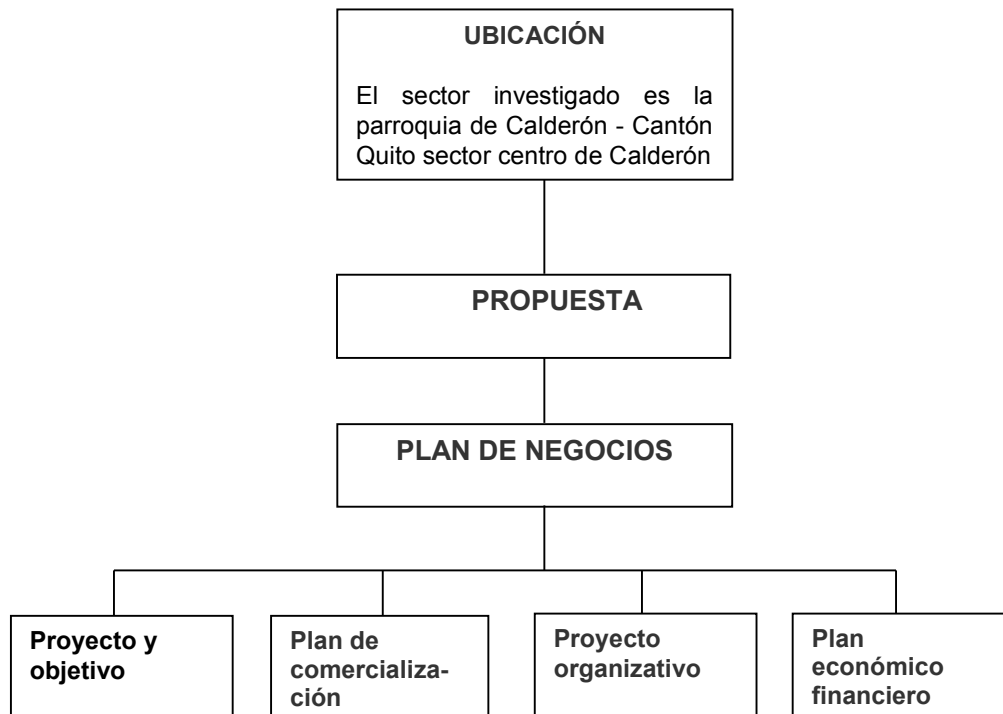 UBICACIÓN
El sector investigado es la
parroquia de Calderón - Cantón
Quito sector centro de Calderón
PROPUESTA
PLAN DE NEGOCIOS
Proyecto y
objetivo
Plan de
comercializa-
ción
Proyecto
organizativo
Plan
económico
financiero